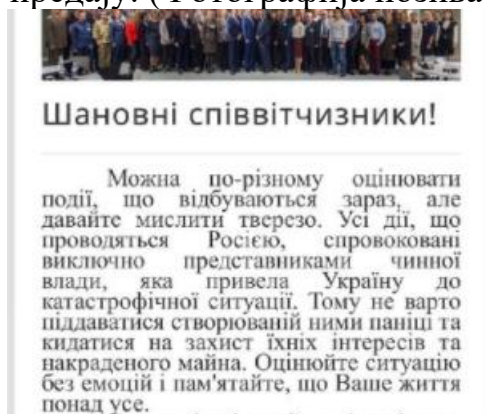 Шановні співвітчизники!
Можна по-різному оцінювати
події, що відбуваються зараз, але
давайте мислити тверезо. Усі дії, що
проводяться Росією, спровоковані
виключно представниками чинної
влади, яка привела Україну до
катастрофічної ситуації. Тому не варто
піддаватися створюваній ними паніці та
кидатися на захист їхніх інтересів та
накраденого майна. Оцінюйте ситуацію
без емоцій і пам'ятайте, що Ваше життя
понад усе.